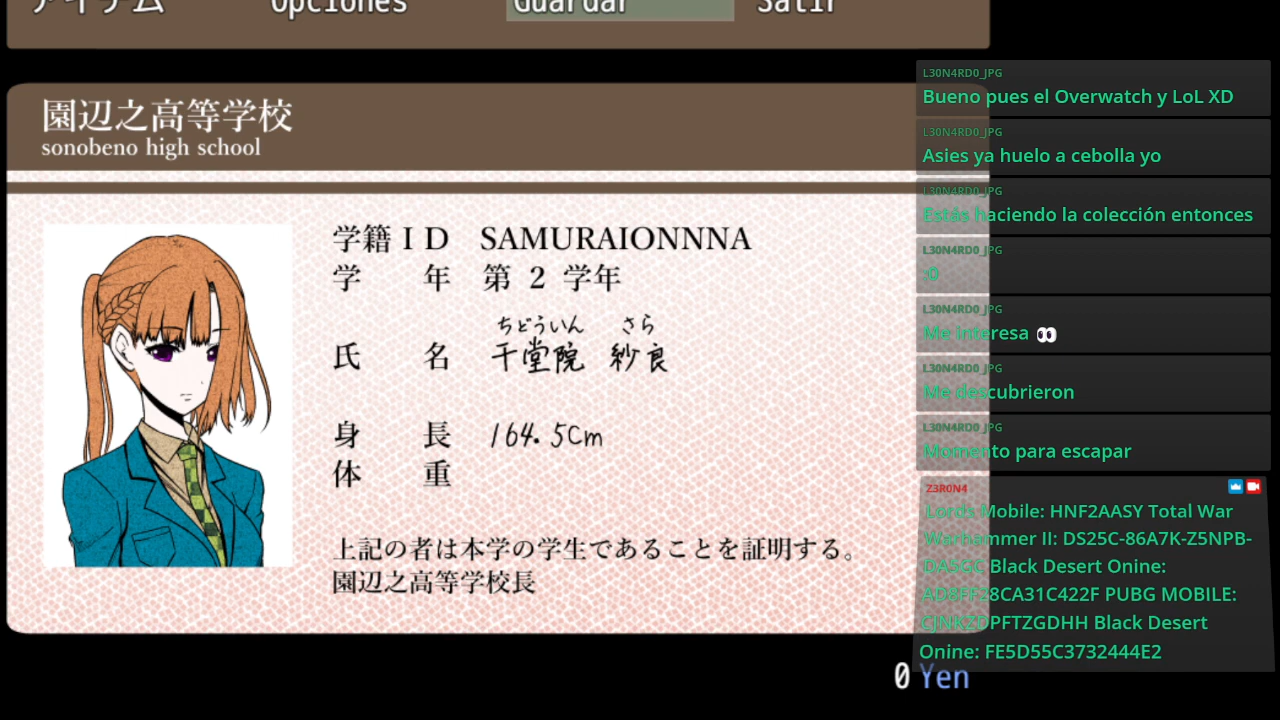 アイテム Opciones Guardar Salir
園辺之高等学校
sonobeno high school
学籍ID SAMURAIONNNA
学 年 第 2 学年
ちどういん さら
氏 名 千堂院 紗良
身 長 164.5Cm
体 重
上記の者は本学の学生であることを証明する。
園辺之高等学校長
0 Yen
L30N4RD0_JPG
Bueno pues el Overwatch y LoL XD
L30N4RD0_JPG
Asies ya huelo a cebolla yo
L30N4RD0_JPG
Estás haciendo la colección entonces
L30N4RD0_JPG
:0
L30N4RD0_JPG
Me interesa 👀
L30N4RD0_JPG
Me descubrieron
L30N4RD0_JPG
Momento para escapar
Z3R0N4
Lords Mobile: HNF2AASY Total War
Warhammer II: DS25C-86A7K-Z5NPB-
DA5GC Black Desert Onine:
AD8FF28CA31C422F PUBG MOBILE:
CJNKZDPFTZGDHH Black Desert
Onine: FE5D55C3732444E2